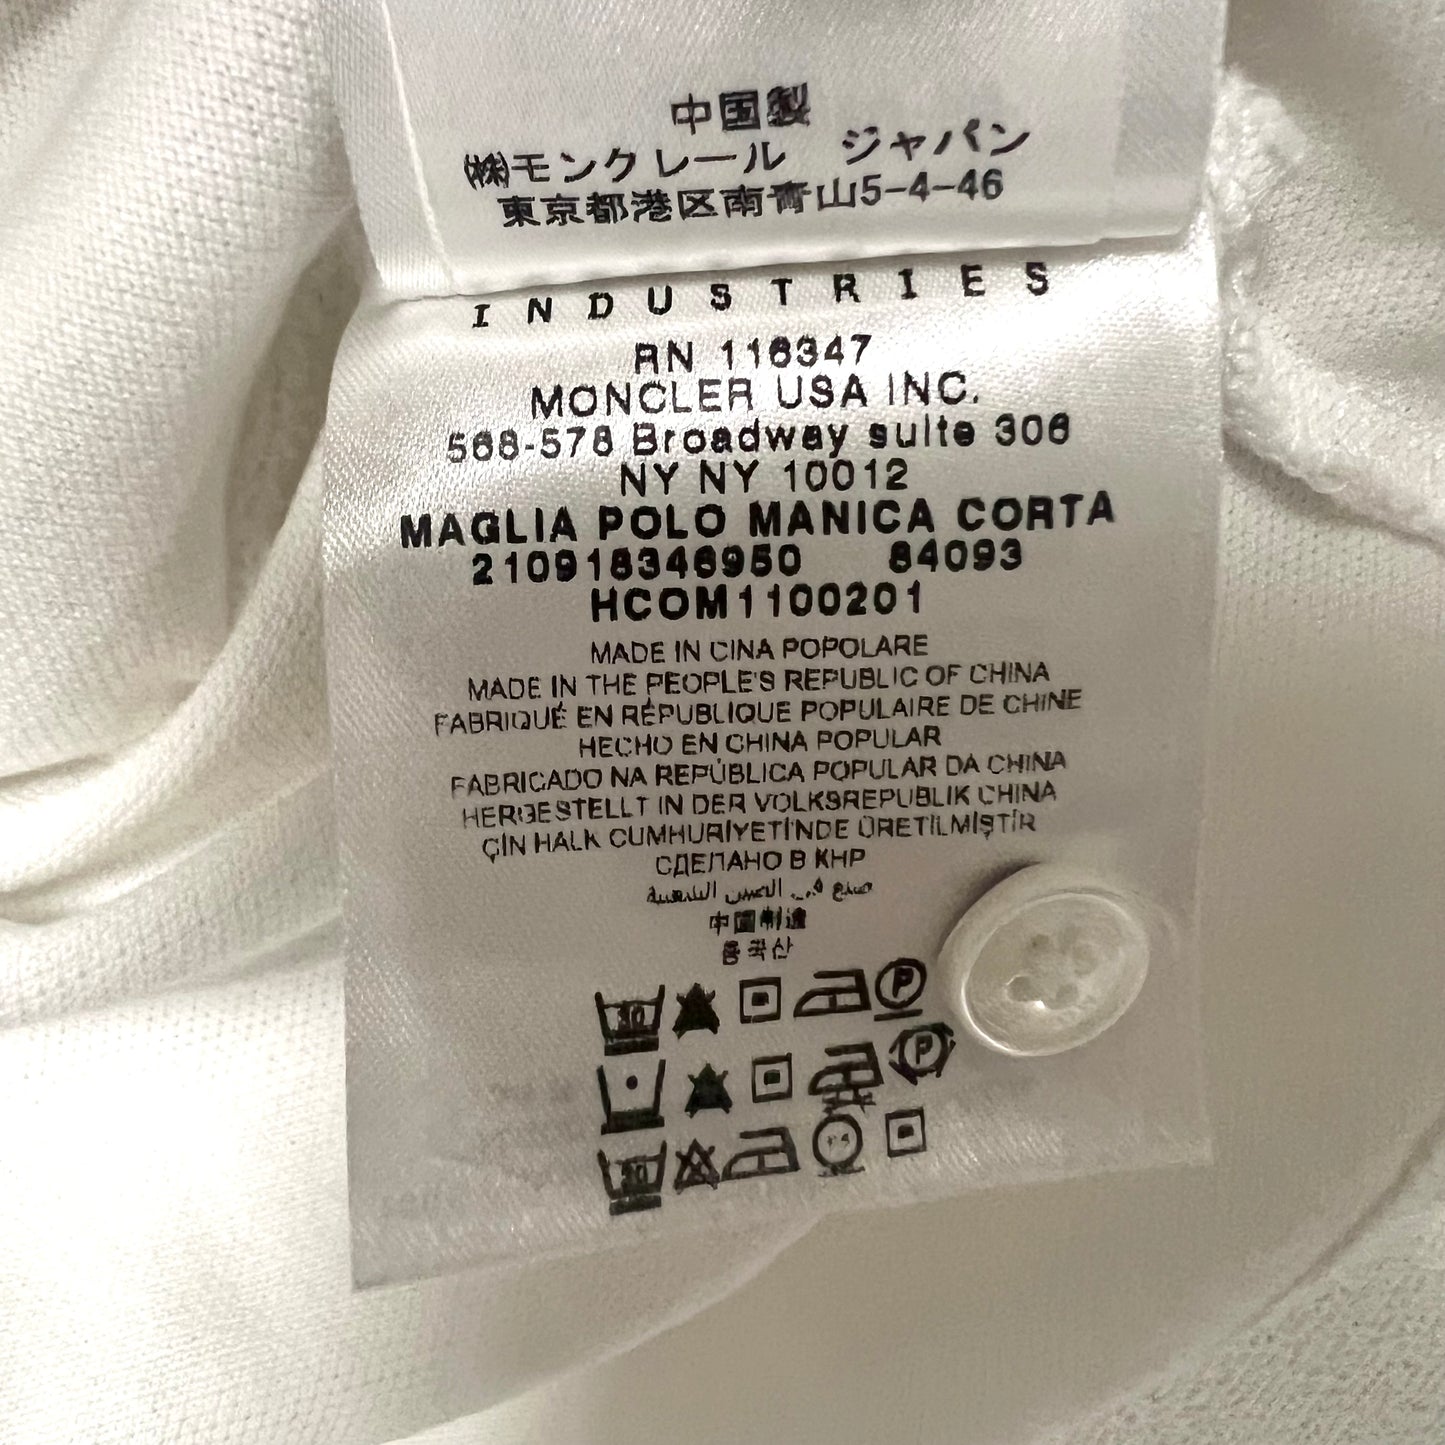 中国製
㈱モンクレール ジャパン
東京都港区南青山5-4-46
INDUSTRIES
RN 116347
MONCLER USA INC.
568-578 Broadway suite 306
NY NY 10012
MAGLIA POLO MANICA CORTA
210918346950 84093
HCOM1100201
MADE IN CINA POPOLARE
MADE IN THE PEOPLE'S REPUBLIC OF CHINA
FABRIQUÉ EN RÉPUBLIQUE POPULAIRE DE CHINE
HECHO EN CHINA POPULAR
FABRICADO NA REPÚBLICA POPULAR DA CHINA
HERGESTELLT IN DER VOLKSREPUBLIK CHINA
ÇİN HALK CUMHURİYETİ'NDE ÜRETİLMİŞTİR
СДЕЛАНО В КНР
صنع في الصين الشعبية
中國制造
중국산
30 P
P
30